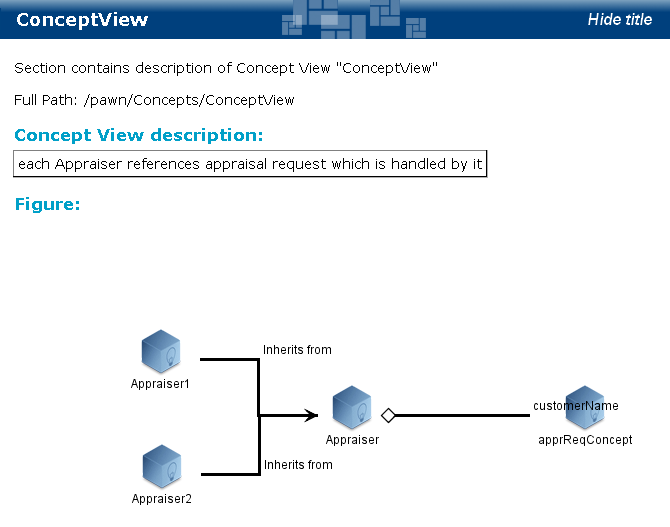 ConceptView
Hide title
Section contains description of Concept View "ConceptView"
Full Path: /pawn/Concepts/ConceptView
Concept View description:
each Appraiser references appraisal request which is handled by it
Figure:
Inherits from
Appraiser1
customerName
Appraiser
apprReqConcept
Inherits from
Appraiser2